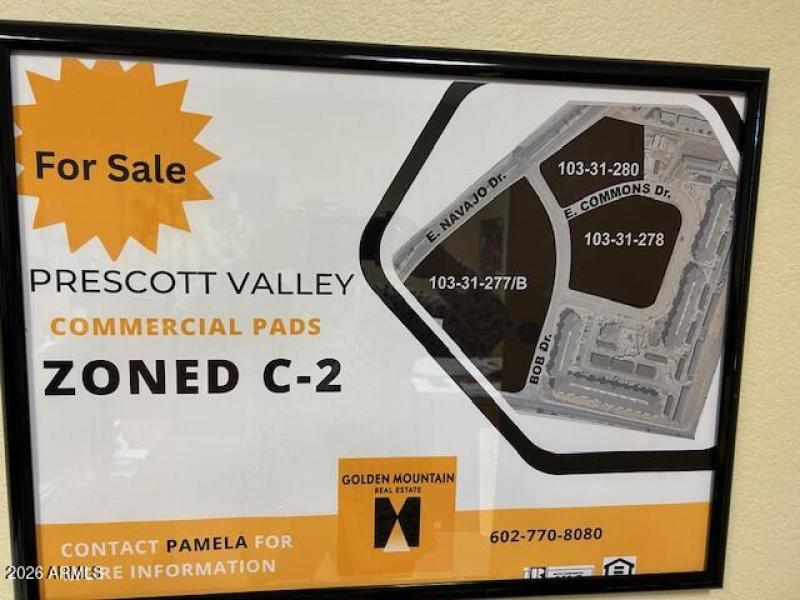 For Sale
PRESCOTT VALLEY
COMMERCIAL PADS
ZONED C-2
103-31-280
E. NAVAJO Dr.
E. COMMONS Dr.
103-31-278
103-31-277/B
BOB Dr.
GOLDEN MOUNTAIN
REAL ESTATE
CONTACT PAMELA FOR
MORE INFORMATION
602-770-8080
2026 ARMLS